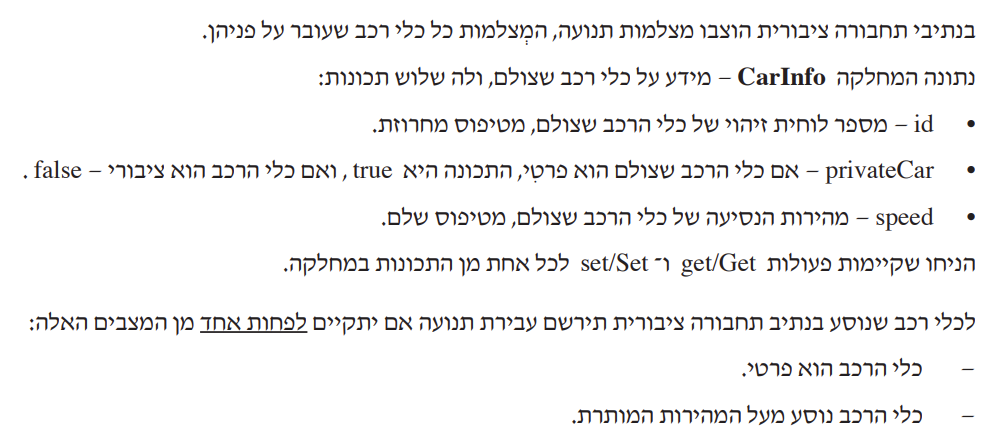 בנתיבי תחבורה ציבורית הוצבו מצלמות תנועה, המְצלמות כל כלי רכב שעובר על פניהן.
נתונה המחלקה CarInfo – מידע על כלי רכב שצולם, ולה שלוש תכונות:
• id – מספר לוחית זיהוי של כלי הרכב שצולם, מטיפוס מחרוזת.
• privateCar – אם כלי הרכב שצולם הוא פרטִי, התכונה היא true , ואם כלי הרכב הוא ציבורי – false .
• speed – מהירות הנסיעה של כלי הרכב שצולם, מטיפוס שלם.
הניחו שקיימות פעולות get/Get ו־ set/Set לכל אחת מן התכונות במחלקה.
לכלי רכב שנוסע בנתיב תחבורה ציבורית תירשם עבירת תנועה אם יתקיים לפחות אחד מן המצבים האלה:
– כלי הרכב הוא פרטי.
– כלי הרכב נוסע מעל המהירות המותרת.